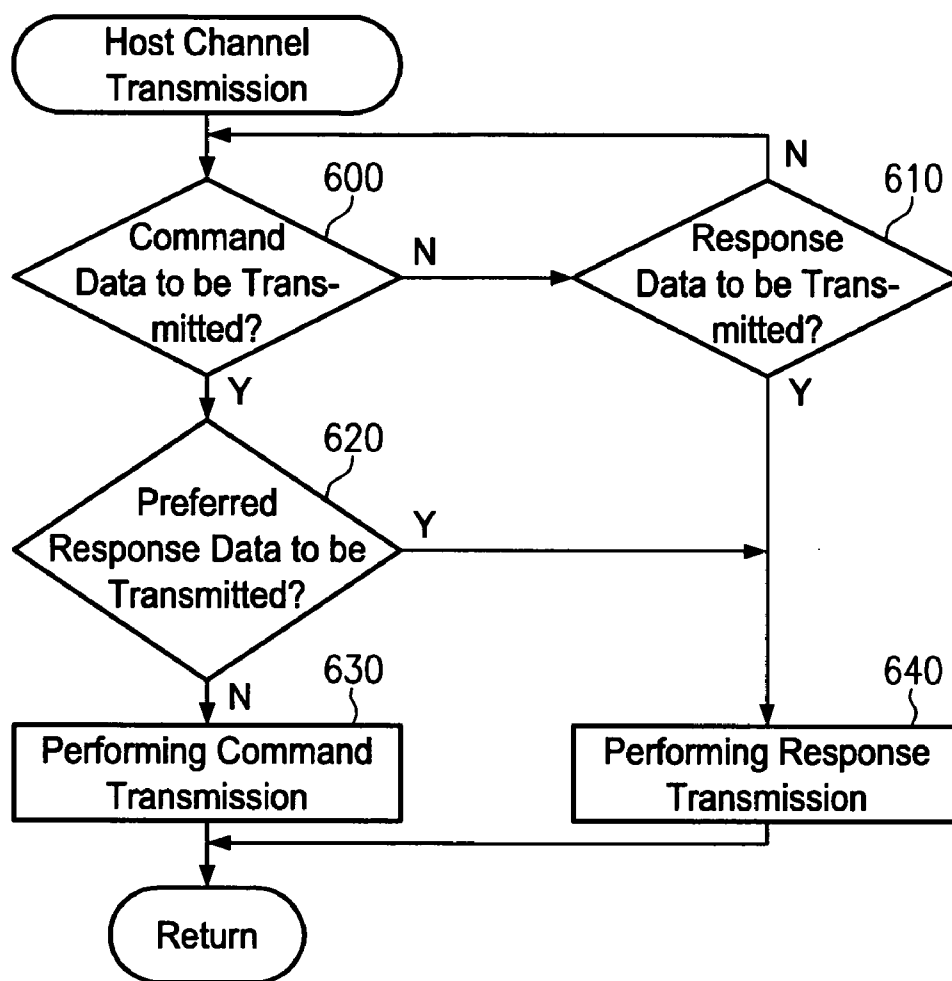 Host Channel
Transmission
N
600
610
Command
Data to be Trans-
mitted?
N
Response
Data to be Trans-
mitted?
Y
Y
620
Preferred
Response Data to be
Transmitted?
Y
N
630
640
Performing Command
Transmission
Performing Response
Transmission
Return